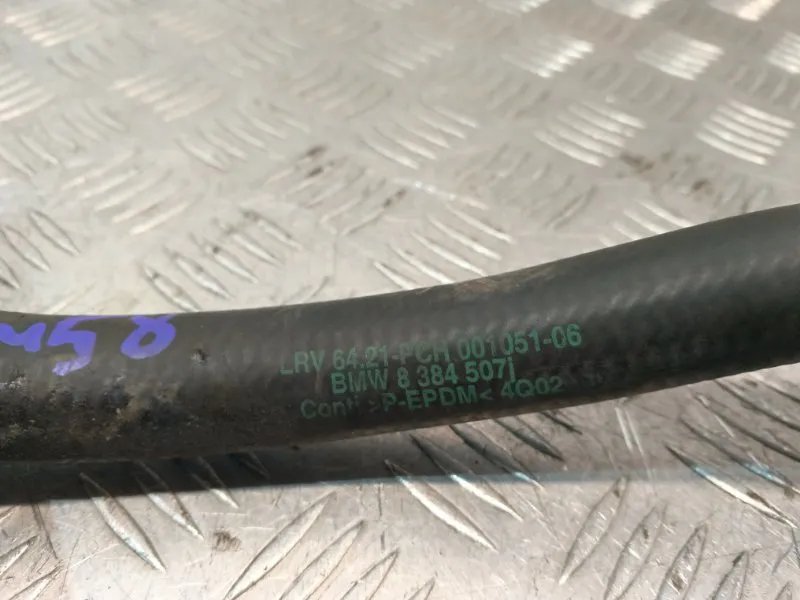 LRV 64.21-PCH 001051-06
BMW 8 384 507
Conti >P-EPDM< 4Q02